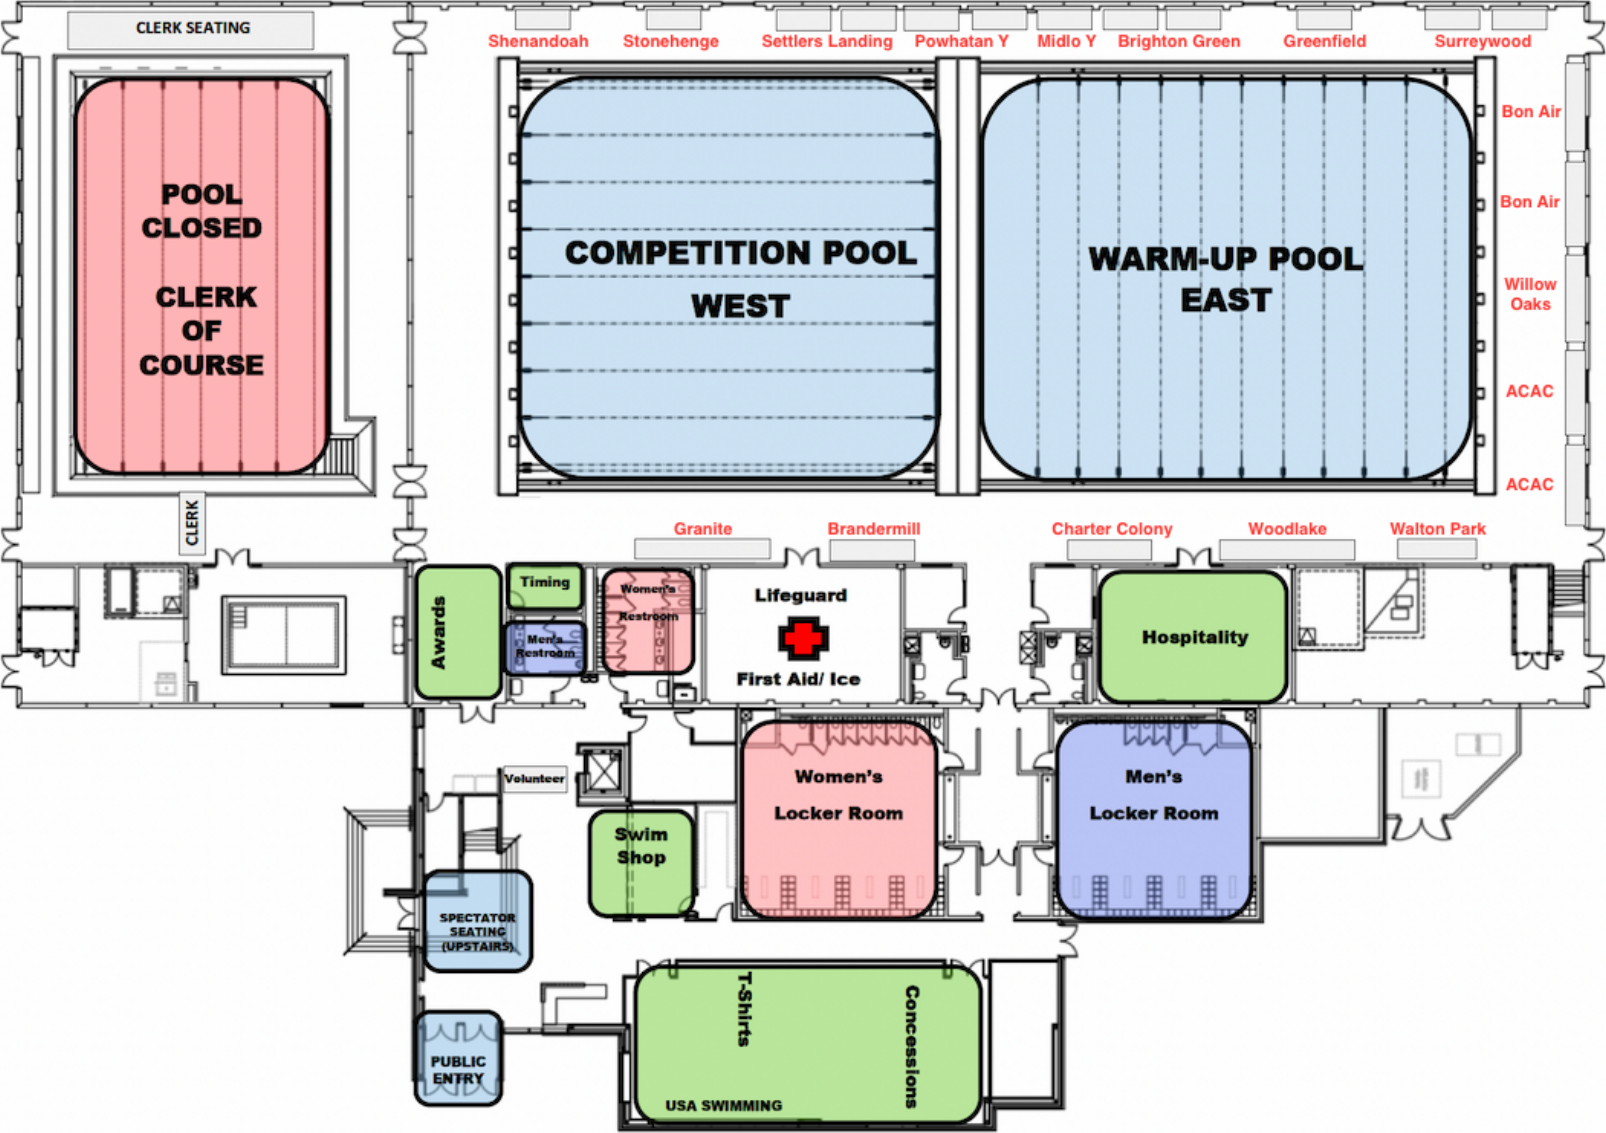 CLERK SEATING
Shenandoah
Stonehenge
Settlers Landing
Powhatan Y
Midlo Y
Brighton Green
Greenfield
Surreywood
POOL
CLOSED
CLERK
OF
COURSE
COMPETITION POOL
WEST
WARM-UP POOL
EAST
Bon Air
Bon Air
Willow
Oaks
ACAC
ACAC
CLERK
Granite
Brandermill
Charter Colony
Woodlake
Walton Park
Awards
Timing
Men's
Restroom
Women's
Restroom
Lifeguard
First Aid/ Ice
Hospitality
Volunteer
Swim
Shop
Women's
Locker Room
Men's
Locker Room
SPECTATOR
SEATING
(UPSTAIRS)
PUBLIC
ENTRY
T-Shirts
Concessions
USA SWIMMING